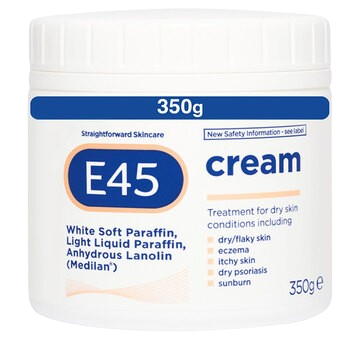 350g
Straightforward Skincare
New Safety Information - see label
E45
cream
White Soft Paraffin,
Light Liquid Paraffin,
Anhydrous Lanolin
(Medilan®)
Treatment for dry skin
conditions including
dry/flaky skin
eczema
itchy skin
dry psoriasis
sunburn
350g e